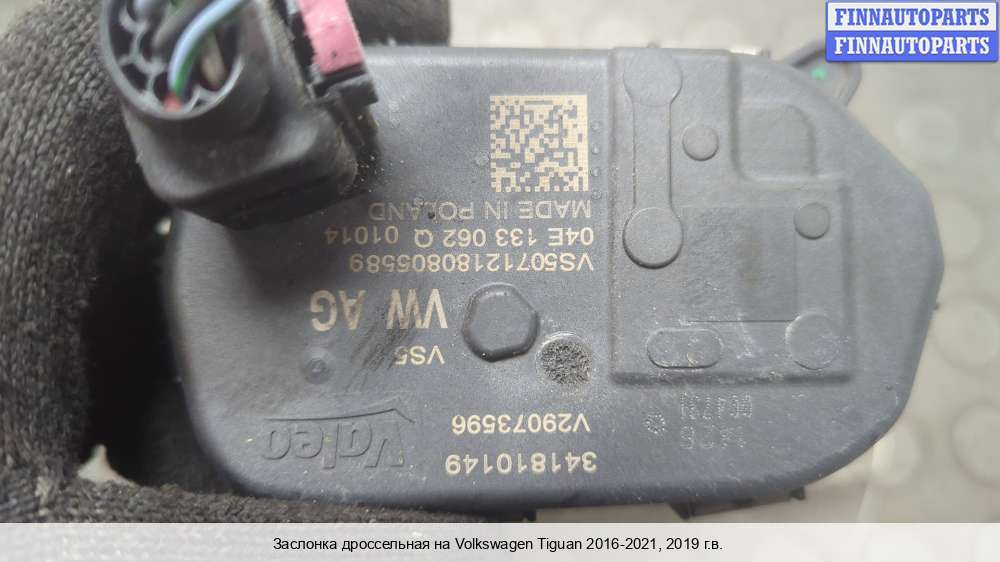 FINNAUTOPARTS
FINNAUTOPARTS
341810149
V29073596
Valeo
VS5
VW AG
VS50712180805589
04E 133 062 Q 01014
MADE IN POLAND
Заслонка дроссельная на Volkswagen Tiguan 2016-2021, 2019 г.в.